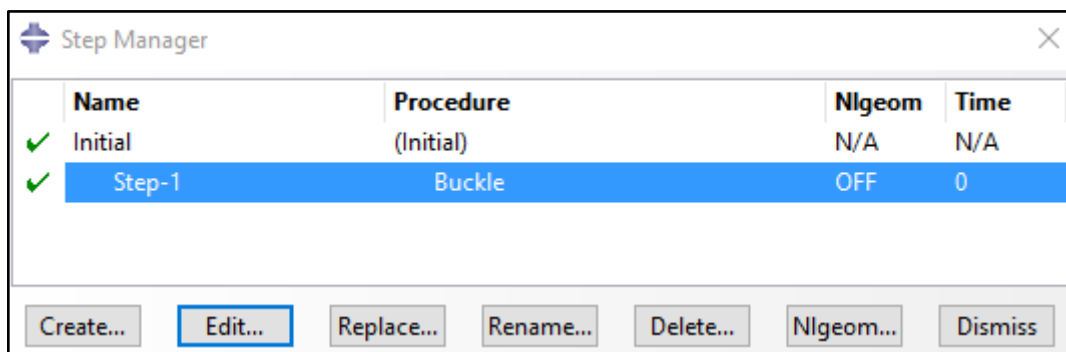 Step Manager
Name Procedure Nlgeom Time
Initial (Initial) N/A N/A
Step-1 Buckle OFF 0
Create... Edit... Replace... Rename... Delete... Nlgeom... Dismiss